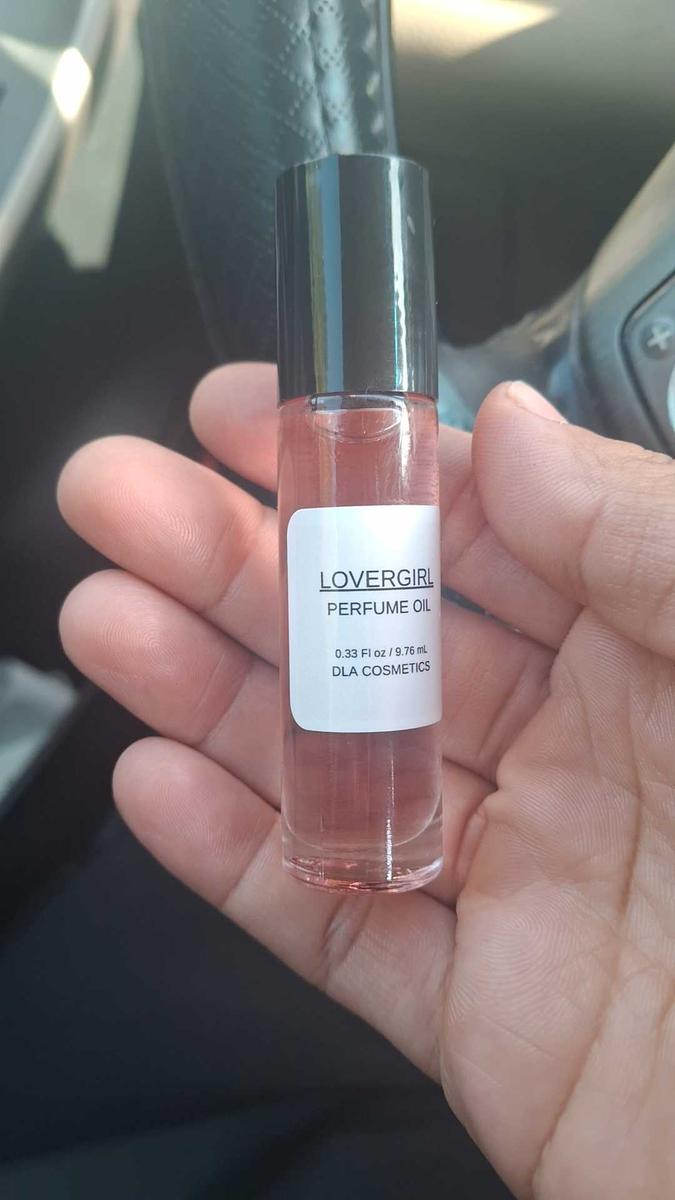 LOVERGIRL
PERFUME OIL
0.33 Fl oz / 9.76 mL
DLA COSMETICS